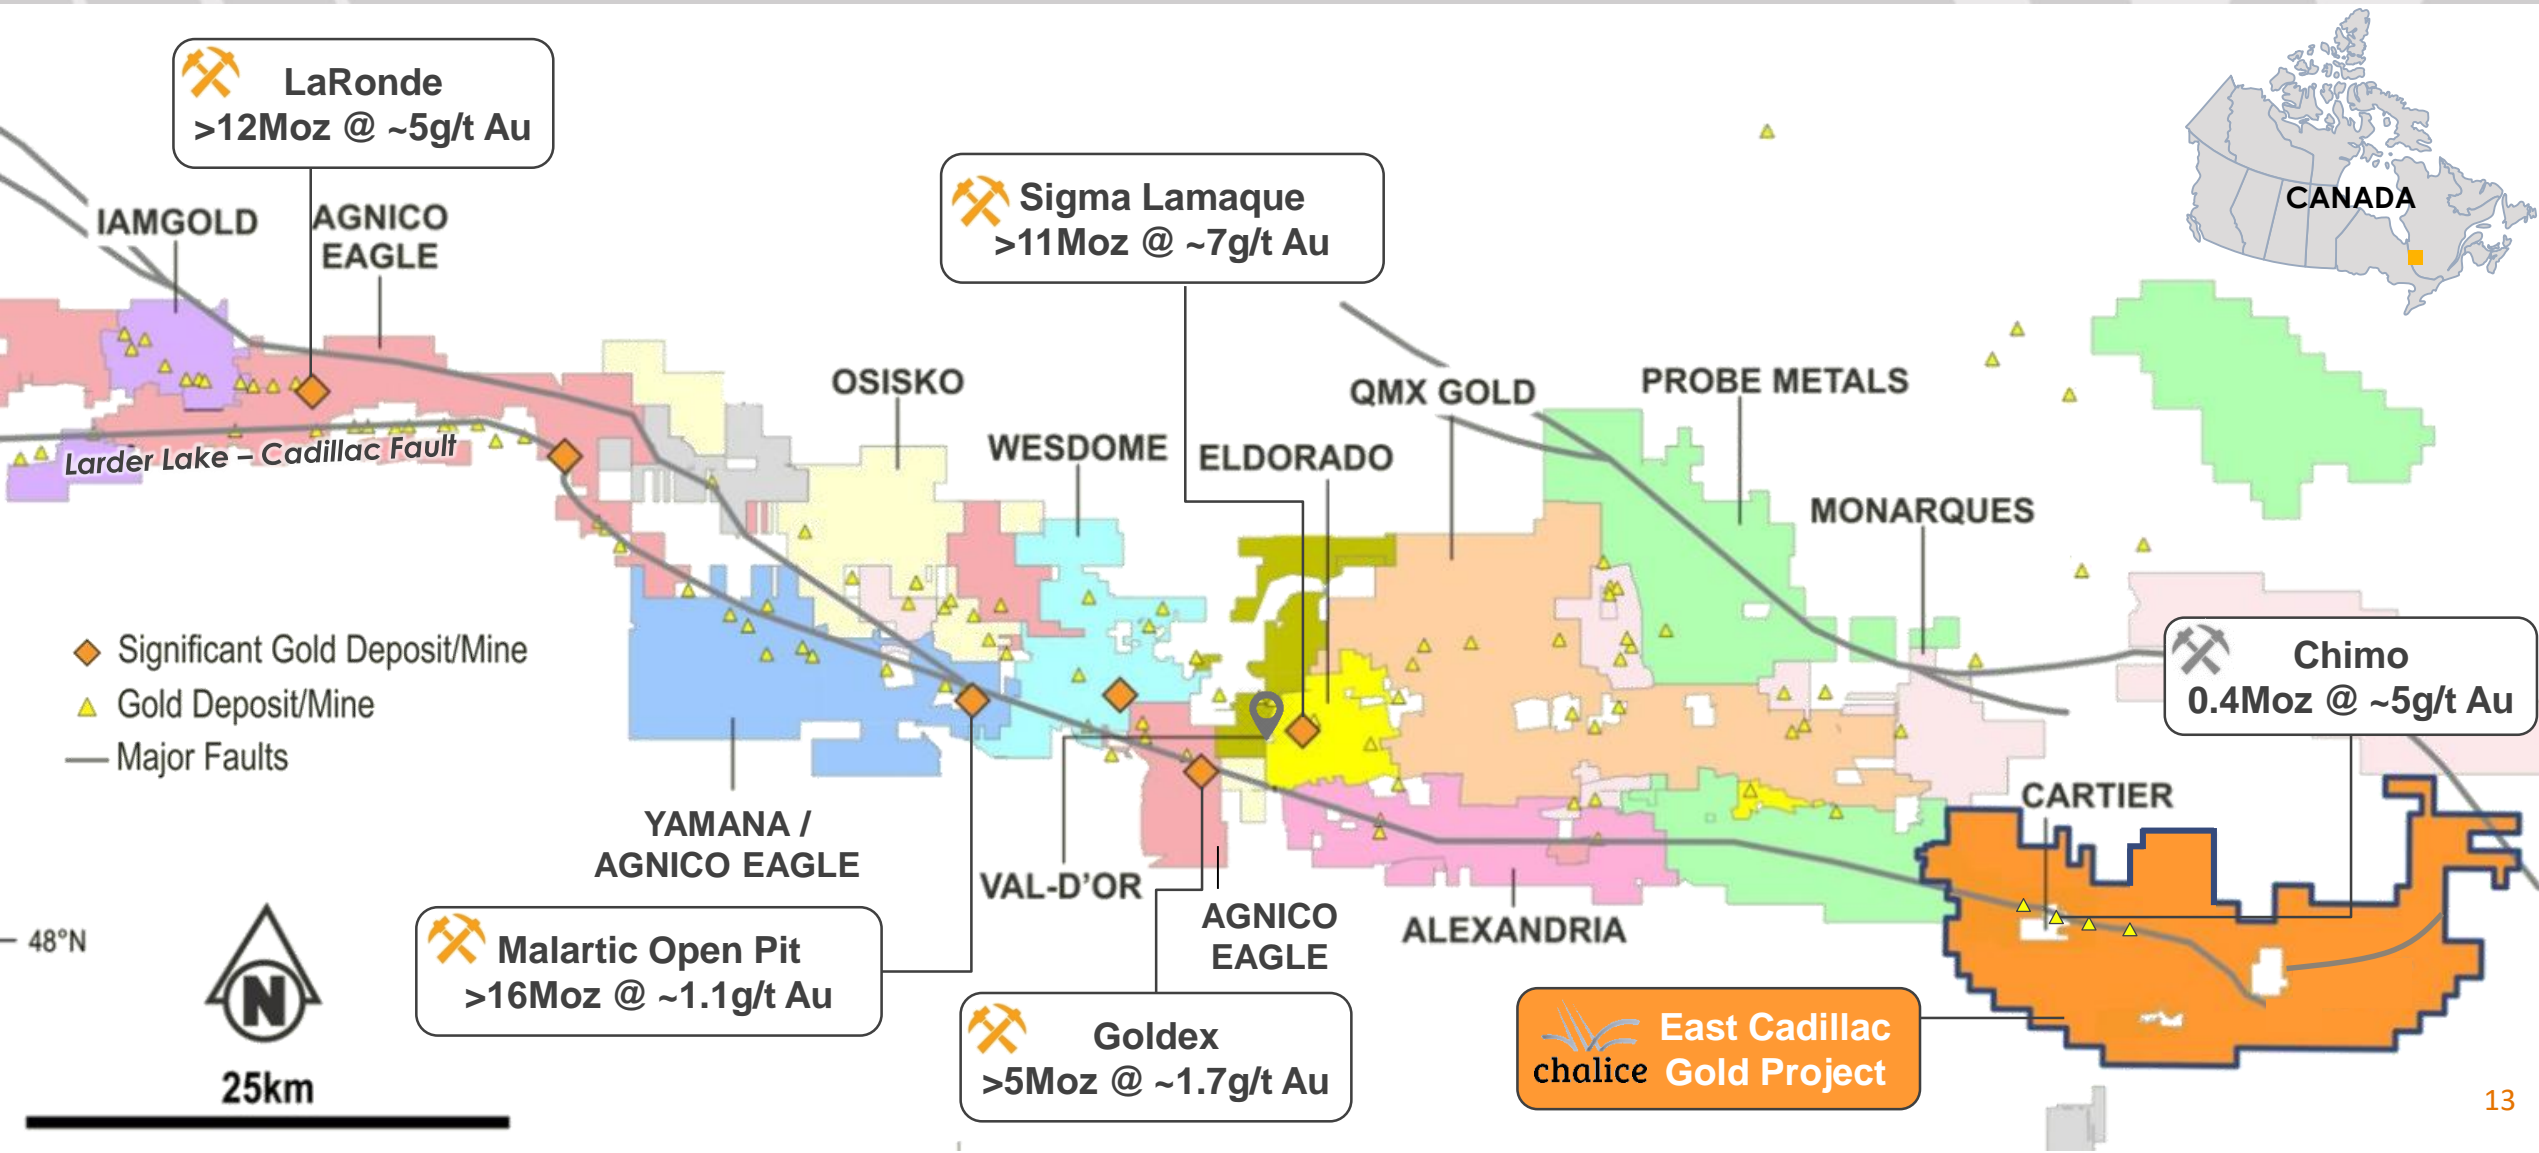 LaRonde
>12Moz @ ~5g/t Au
Sigma Lamaque
>11Moz @ ~7g/t Au
CANADA
IAMGOLD
AGNICO
EAGLE
OSISKO
QMX GOLD
PROBE METALS
WESDOME
ELDORADO
Larder Lake – Cadillac Fault
MONARQUES
Significant Gold Deposit/Mine
Gold Deposit/Mine
Major Faults
Chimo
0.4Moz @ ~5g/t Au
CARTIER
YAMANA /
AGNICO EAGLE
VAL-D'OR
AGNICO
EAGLE
ALEXANDRIA
48°N
N
25km
Malartic Open Pit
>16Moz @ ~1.1g/t Au
Goldex
>5Moz @ ~1.7g/t Au
chalice
East Cadillac
Gold Project
13